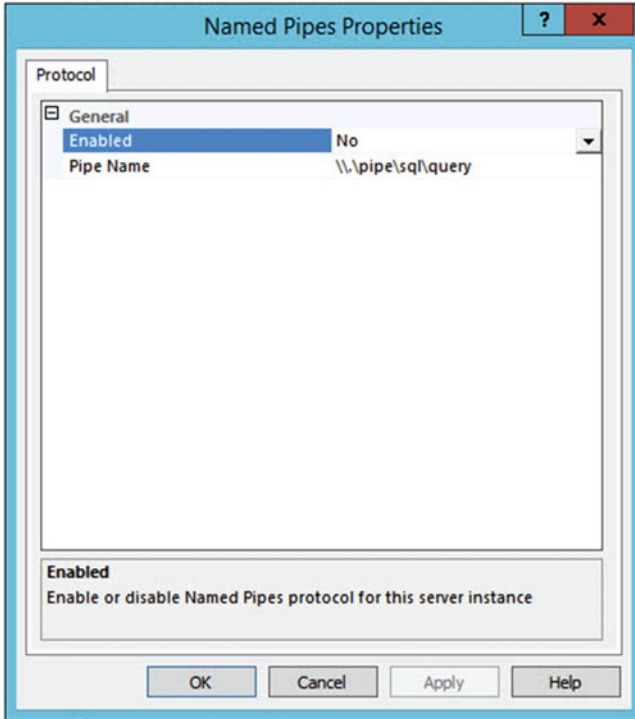 Named Pipes Properties
? x
Protocol
General
Enabled No
Pipe Name \\.\pipe\sql\query
Enabled
Enable or disable Named Pipes protocol for this server instance
OK Cancel Apply Help